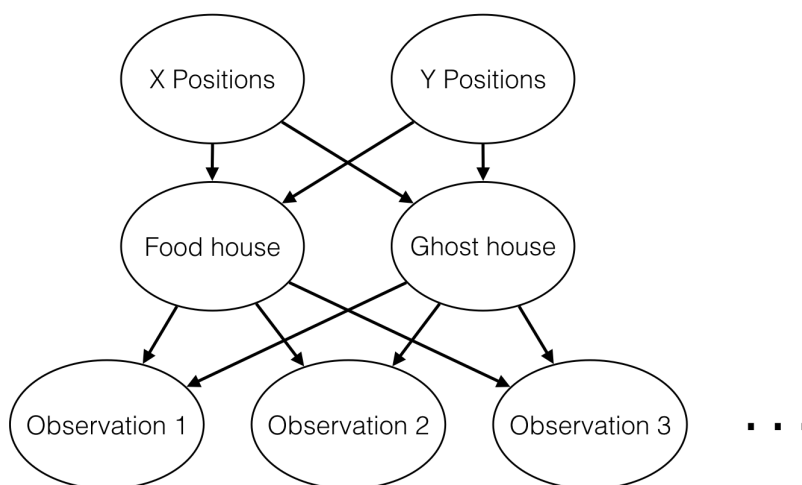 X Positions
Y Positions
Food house
Ghost house
Observation 1
Observation 2
Observation 3
. . .